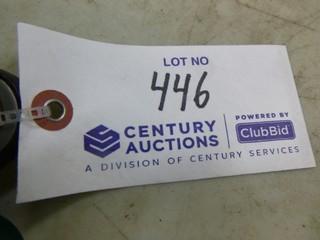 LOT NO
446
CENTURY
AUCTIONS
POWERED BY
ClubBid
A DIVISION OF CENTURY SERVICES